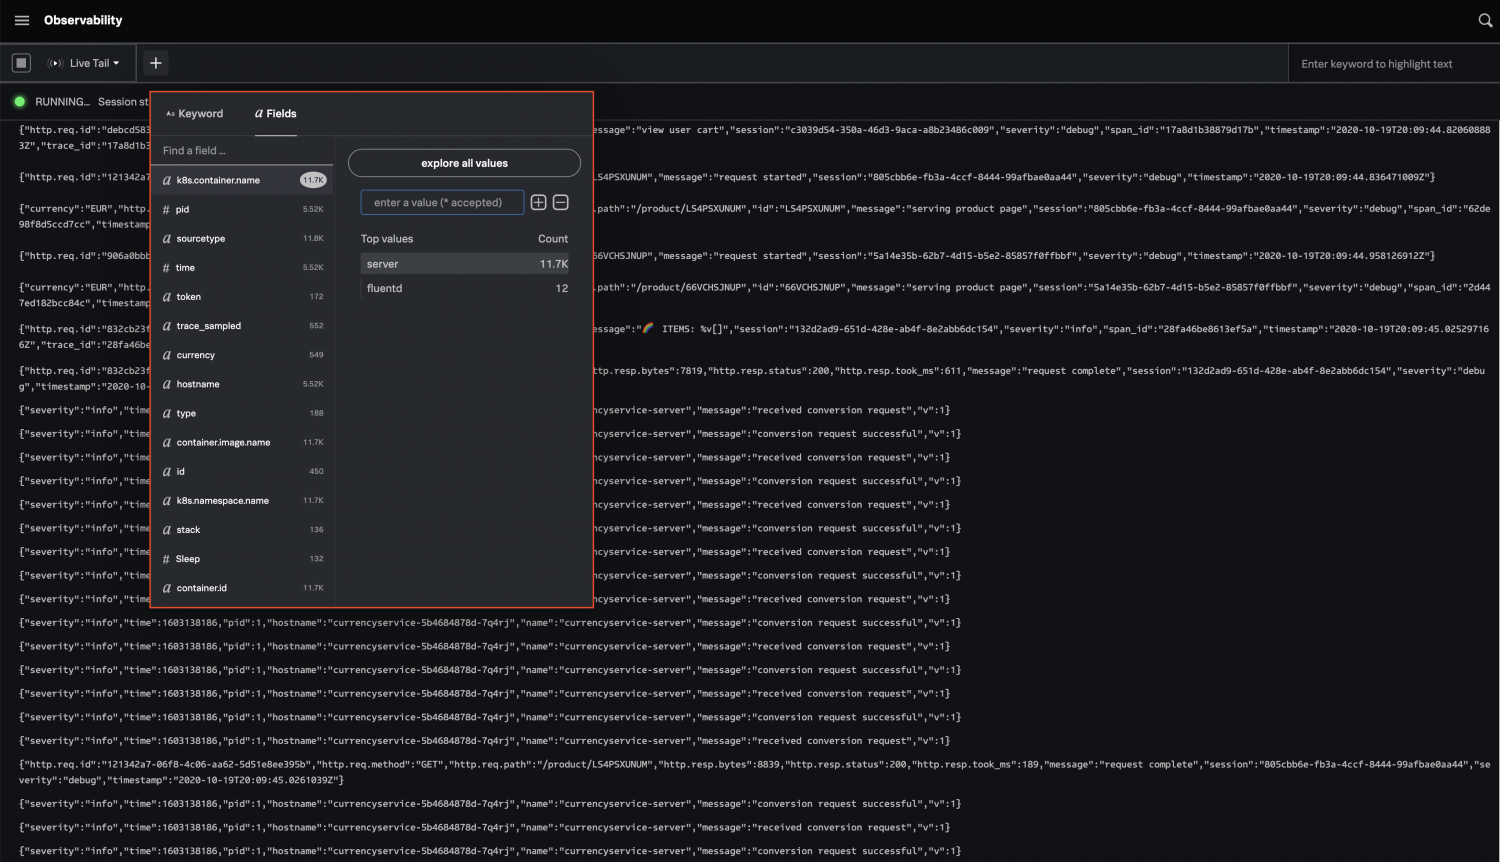 Observability
Live Tail
Enter keyword to highlight text
RUNNING... Session st
Aa Keyword
a Fields
Find a field ...
a k8s.container.name 11.7K
# pid 5.52K
a sourcetype 11.8K
# time 5.52K
a token 172
a trace_sampled 552
a currency 549
a hostname 5.52K
a type 188
a container.image.name 11.7K
a id 450
a k8s.namespace.name 11.7K
a stack 136
# Sleep 132
a container.id 11.7K
explore all values
enter a value (* accepted)
Top values Count
server 11.7K
fluentd 12
{"http.req.id":"debcd583 essage":"view user cart","session":"c3039d54-350a-46d3-9aca-a8b23486c009","severity":"debug","span_id":"17a8d1b38879d17b","timestamp":"2020-10-19T20:09:44.82060888
3Z","trace_id":"17a8d1b3
{"http.req.id":"121342a7 LS4PSXUNUM","message":"request started","session":"805cbb6e-fb3a-4ccf-8444-99afbae0aa44","severity":"debug","timestamp":"2020-10-19T20:09:44.836471009Z"}
{"currency":"EUR","http. .path":"/product/LS4PSXUNUM","id":"LS4PSXUNUM","message":"serving product page","session":"805cbb6e-fb3a-4ccf-8444-99afbae0aa44","severity":"debug","span_id":"62de
98f8d5ccd7cc","timestamp
{"http.req.id":"906a0bbb 66VCHSJNUP","message":"request started","session":"5a14e35b-62b7-4d15-b5e2-85857f0ffbbf","severity":"debug","timestamp":"2020-10-19T20:09:44.958126912Z"}
{"currency":"EUR","http. .path":"/product/66VCHSJNUP","id":"66VCHSJNUP","message":"serving product page","session":"5a14e35b-62b7-4d15-b5e2-85857f0ffbbf","severity":"debug","span_id":"2d44
7ed182bcc84c","timestamp
{"http.req.id":"832cb23f essage":"🌈 ITEMS: %v[]","session":"132d2ad9-651d-428e-ab4f-8e2abb6dc154","severity":"info","span_id":"28fa46be8613ef5a","timestamp":"2020-10-19T20:09:45.02529716
6Z","trace_id":"28fa46be
{"http.req.id":"832cb23f ttp.resp.bytes":7819,"http.resp.status":200,"http.resp.took_ms":611,"message":"request complete","session":"132d2ad9-651d-428e-ab4f-8e2abb6dc154","severity":"debu
g","timestamp":"2020-10-
{"severity":"info","time ncyservice-server","message":"received conversion request","v":1}
{"severity":"info","time ncyservice-server","message":"conversion request successful","v":1}
{"severity":"info","time ncyservice-server","message":"received conversion request","v":1}
{"severity":"info","time ncyservice-server","message":"conversion request successful","v":1}
{"severity":"info","time ncyservice-server","message":"received conversion request","v":1}
{"severity":"info","time ncyservice-server","message":"conversion request successful","v":1}
{"severity":"info","time ncyservice-server","message":"received conversion request","v":1}
{"severity":"info","time ncyservice-server","message":"conversion request successful","v":1}
{"severity":"info","time ncyservice-server","message":"received conversion request","v":1}
{"severity":"info","time":1603138186,"pid":1,"hostname":"currencyservice-5b4684878d-7q4rj","name":"currencyservice-server","message":"conversion request successful","v":1}
{"severity":"info","time":1603138186,"pid":1,"hostname":"currencyservice-5b4684878d-7q4rj","name":"currencyservice-server","message":"received conversion request","v":1}
{"severity":"info","time":1603138186,"pid":1,"hostname":"currencyservice-5b4684878d-7q4rj","name":"currencyservice-server","message":"conversion request successful","v":1}
{"severity":"info","time":1603138186,"pid":1,"hostname":"currencyservice-5b4684878d-7q4rj","name":"currencyservice-server","message":"received conversion request","v":1}
{"severity":"info","time":1603138186,"pid":1,"hostname":"currencyservice-5b4684878d-7q4rj","name":"currencyservice-server","message":"conversion request successful","v":1}
{"severity":"info","time":1603138186,"pid":1,"hostname":"currencyservice-5b4684878d-7q4rj","name":"currencyservice-server","message":"received conversion request","v":1}
{"http.req.id":"121342a7-06f8-4c06-aa62-5d51e8ee395b","http.req.method":"GET","http.req.path":"/product/LS4PSXUNUM","http.resp.bytes":8839,"http.resp.status":200,"http.resp.took_ms":189,"message":"request complete","session":"805cbb6e-fb3a-4ccf-8444-99afbae0aa44","se
verity":"debug","timestamp":"2020-10-19T20:09:45.0261039Z"}
{"severity":"info","time":1603138186,"pid":1,"hostname":"currencyservice-5b4684878d-7q4rj","name":"currencyservice-server","message":"conversion request successful","v":1}
{"severity":"info","time":1603138186,"pid":1,"hostname":"currencyservice-5b4684878d-7q4rj","name":"currencyservice-server","message":"received conversion request","v":1}
{"severity":"info","time":1603138186,"pid":1,"hostname":"currencyservice-5b4684878d-7q4rj","name":"currencyservice-server","message":"conversion request successful","v":1}